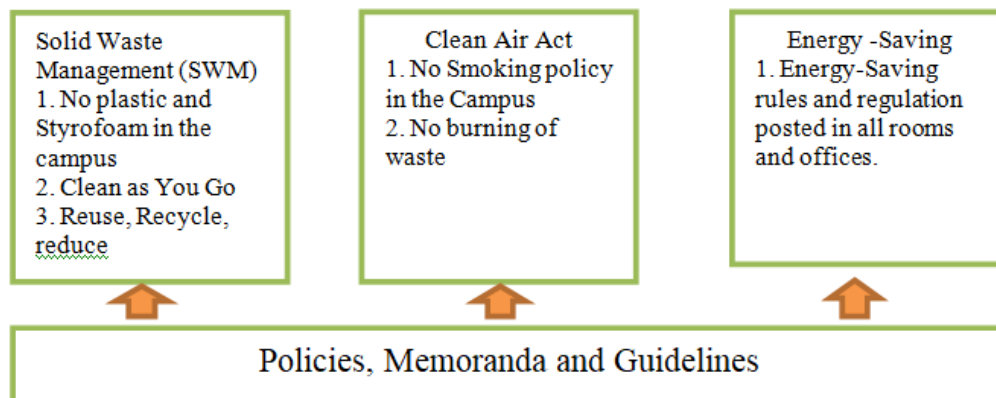 Solid Waste
Management (SWM)
1. No plastic and
Styrofoam in the
campus
2. Clean as You Go
3. Reuse, Recycle,
reduce
Clean Air Act
1. No Smoking policy
in the Campus
2. No burning of
waste
Energy -Saving
1. Energy-Saving
rules and regulation
posted in all rooms
and offices.
Policies, Memoranda and Guidelines